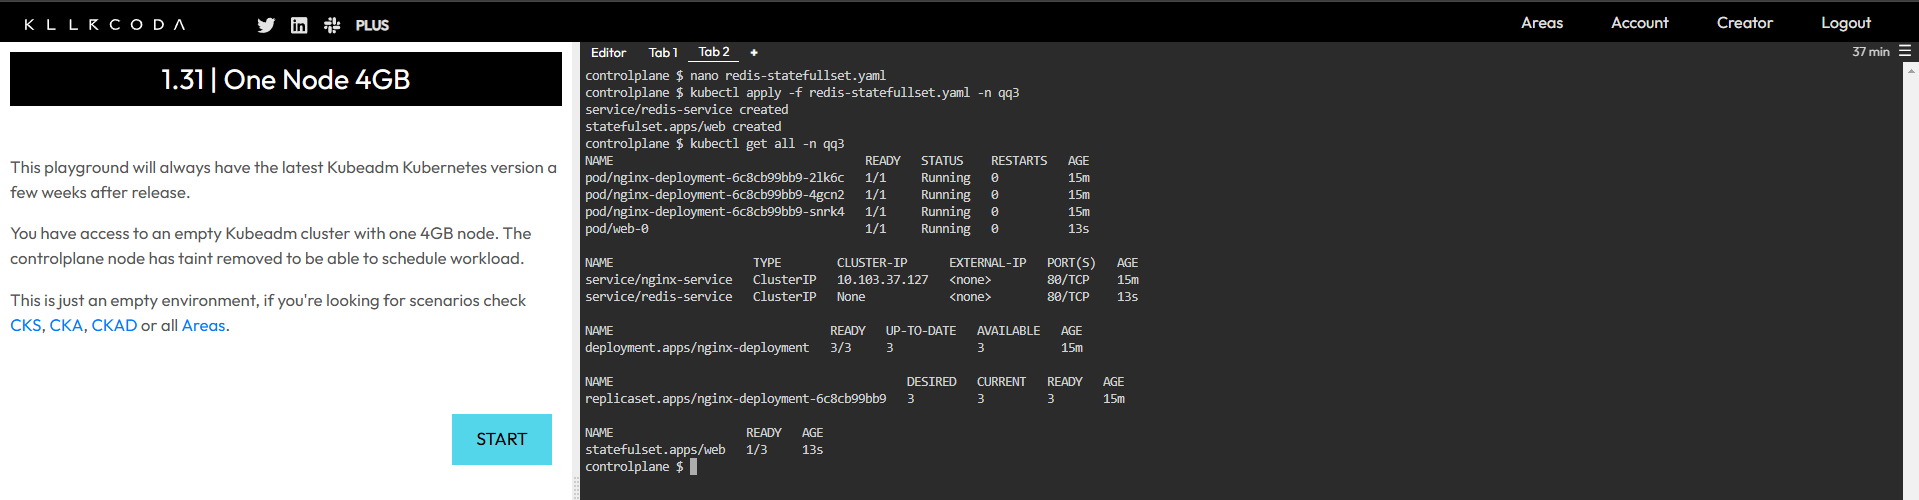 KLLRCODA PLUS Areas Account Creator Logout
1.31 | One Node 4GB
This playground will always have the latest Kubeadm Kubernetes version a
few weeks after release.
You have access to an empty Kubeadm cluster with one 4GB node. The
controlplane node has taint removed to be able to schedule workload.
This is just an empty environment, if you're looking for scenarios check
CKS, CKA, CKAD or all Areas.
START
Editor Tab 1 Tab 2 + 37 min
controlplane $ nano redis-statefullset.yaml
controlplane $ kubectl apply -f redis-statefullset.yaml -n qq3
service/redis-service created
statefulset.apps/web created
controlplane $ kubectl get all -n qq3
NAME READY STATUS RESTARTS AGE
pod/nginx-deployment-6c8cb99bb9-2lk6c 1/1 Running 0 15m
pod/nginx-deployment-6c8cb99bb9-4gcn2 1/1 Running 0 15m
pod/nginx-deployment-6c8cb99bb9-snrk4 1/1 Running 0 15m
pod/web-0 1/1 Running 0 13s
NAME TYPE CLUSTER-IP EXTERNAL-IP PORT(S) AGE
service/nginx-service ClusterIP 10.103.37.127 <none> 80/TCP 15m
service/redis-service ClusterIP None <none> 80/TCP 13s
NAME READY UP-TO-DATE AVAILABLE AGE
deployment.apps/nginx-deployment 3/3 3 3 15m
NAME DESIRED CURRENT READY AGE
replicaset.apps/nginx-deployment-6c8cb99bb9 3 3 3 15m
NAME READY AGE
statefulset.apps/web 1/3 13s
controlplane $